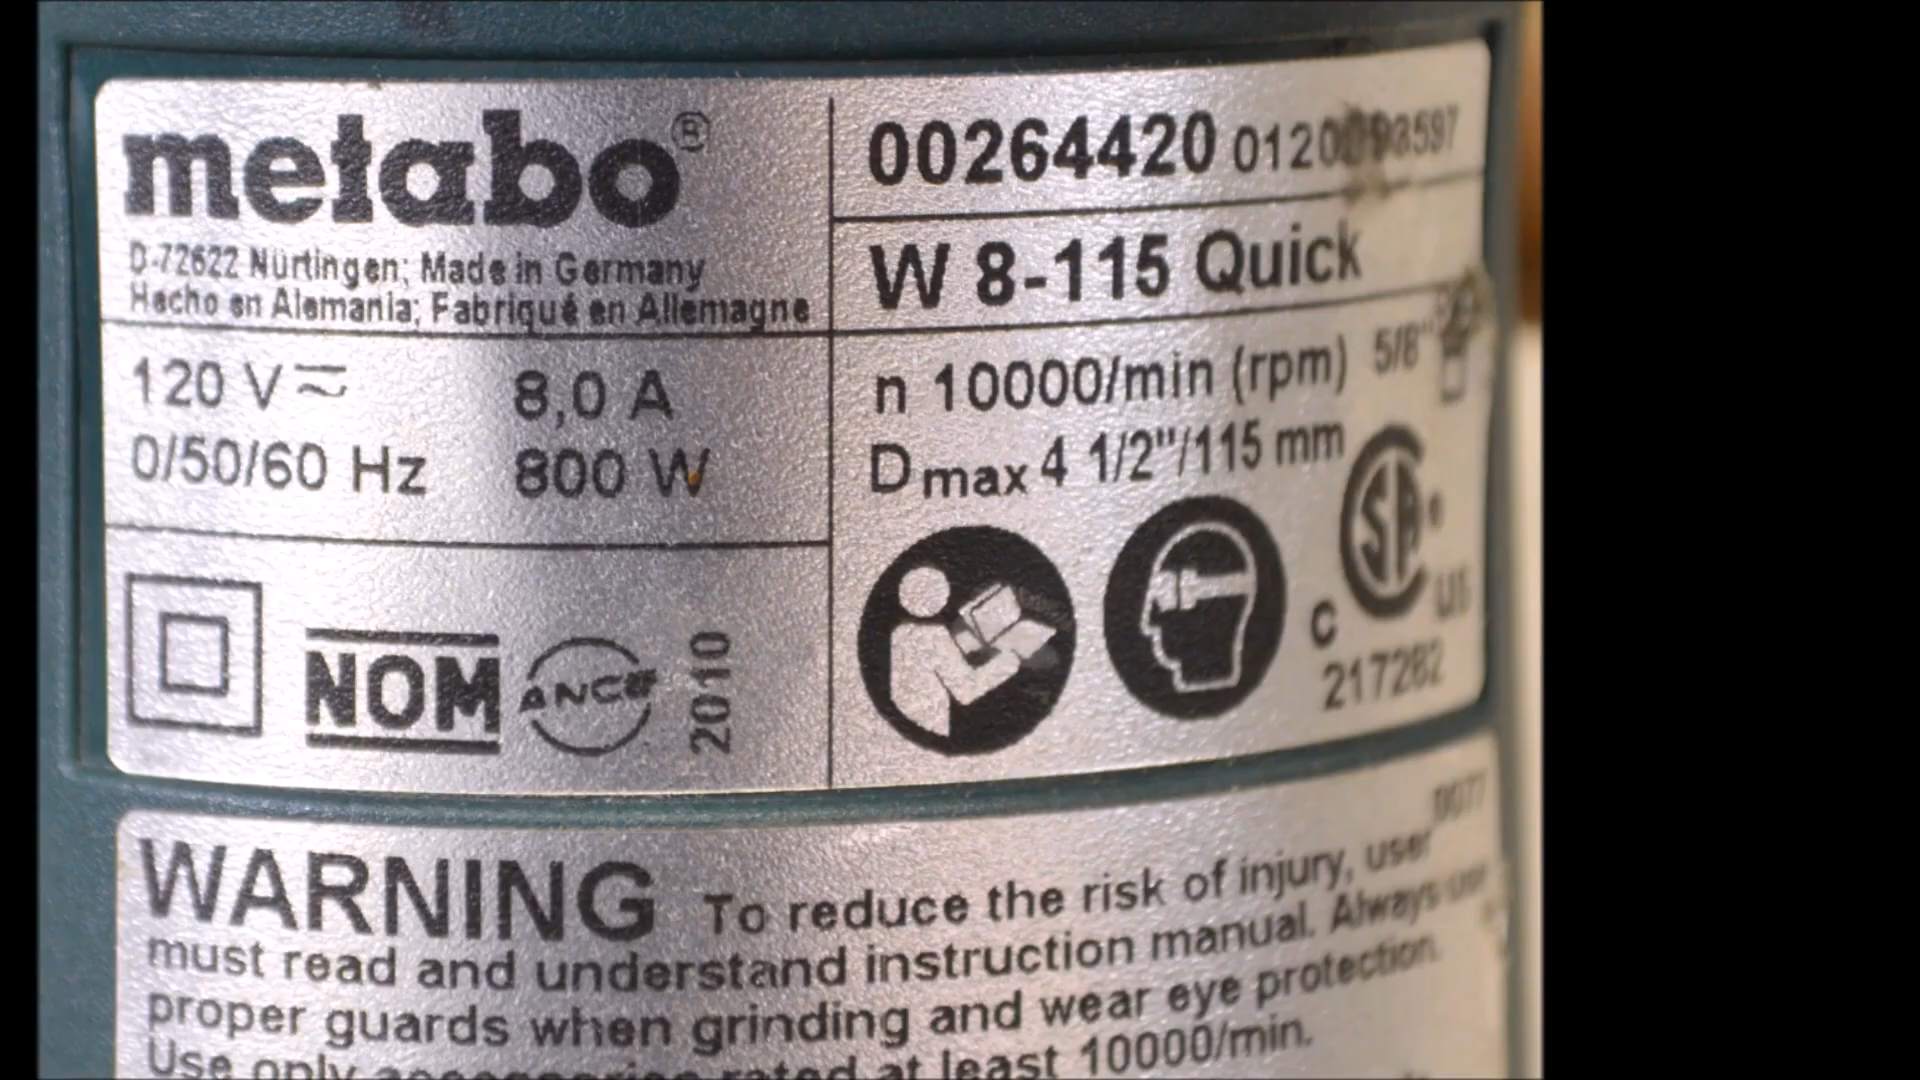 metabo®
D-72622 Nürtingen; Made in Germany
Hecho en Alemania; Fabriqué en Allemagne
120 V⎓~ 8,0 A
0/50/60 Hz 800 W
NOM ANCE 2010
00264420
W 8-115 Quick
n 10000/min (rpm) 5/8"
Dmax 4 1/2"/115 mm
C SA US
217282
WARNING To reduce the risk of injury, user
must read and understand instruction manual. Always use
proper guards when grinding and wear eye protection.
Use only accessories rated at least 10000/min.